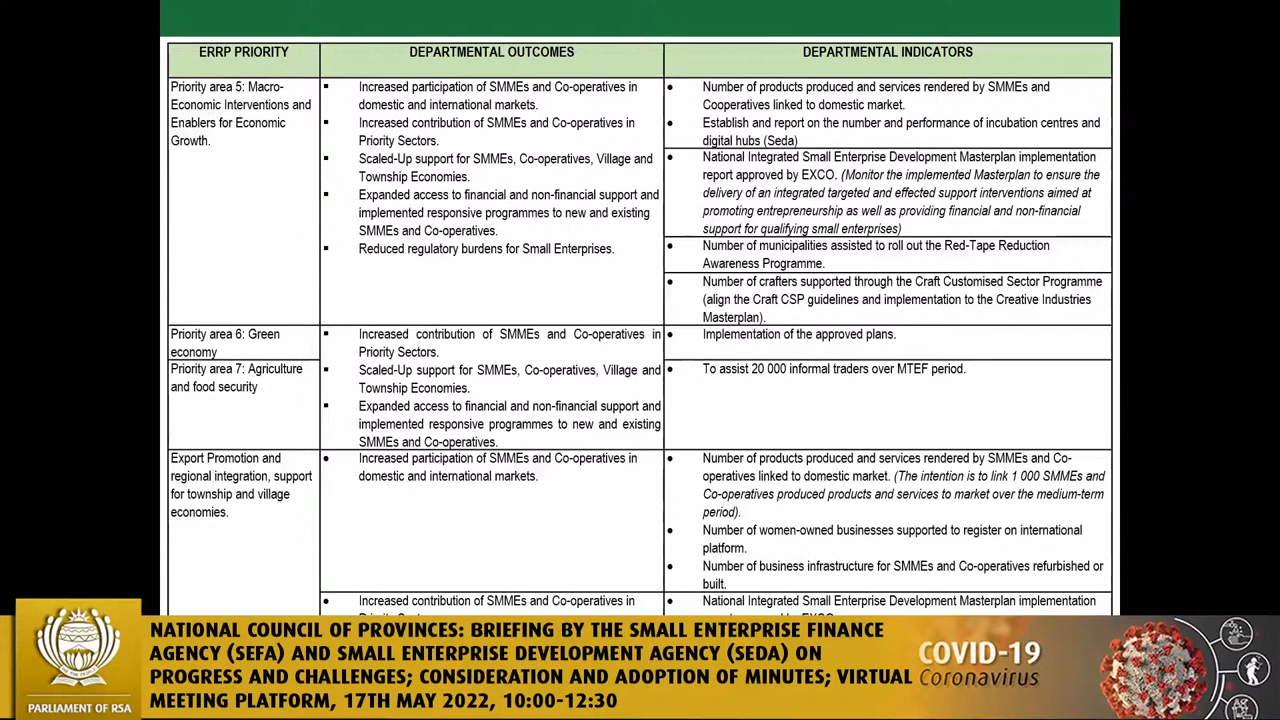 ERRP PRIORITY
DEPARTMENTAL OUTCOMES
DEPARTMENTAL INDICATORS
Priority area 5: Macro-
Economic Interventions and
Enablers for Economic
Growth.
▪ Increased participation of SMMEs and Co-operatives in
domestic and international markets.
▪ Increased contribution of SMMEs and Co-operatives in
Priority Sectors.
▪ Scaled-Up support for SMMEs, Co-operatives, Village and
Township Economies.
▪ Expanded access to financial and non-financial support and
implemented responsive programmes to new and existing
SMMEs and Co-operatives.
▪ Reduced regulatory burdens for Small Enterprises.
● Number of products produced and services rendered by SMMEs and
Cooperatives linked to domestic market.
● Establish and report on the number and performance of incubation centres and
digital hubs (Seda)
● National Integrated Small Enterprise Development Masterplan implementation
report approved by EXCO. (Monitor the implemented Masterplan to ensure the
delivery of an integrated targeted and effected support interventions aimed at
promoting entrepreneurship as well as providing financial and non-financial
support for qualifying small enterprises)
● Number of municipalities assisted to roll out the Red-Tape Reduction
Awareness Programme.
● Number of crafters supported through the Craft Customised Sector Programme
(align the Craft CSP guidelines and implementation to the Creative Industries
Masterplan).
Priority area 6: Green
economy
Priority area 7: Agriculture
and food security
▪ Increased contribution of SMMEs and Co-operatives in
Priority Sectors.
▪ Scaled-Up support for SMMEs, Co-operatives, Village and
Township Economies.
▪ Expanded access to financial and non-financial support and
implemented responsive programmes to new and existing
SMMEs and Co-operatives.
● Implementation of the approved plans.
● To assist 20 000 informal traders over MTEF period.
Export Promotion and
regional integration, support
for township and village
economies.
● Increased participation of SMMEs and Co-operatives in
domestic and international markets.
● Number of products produced and services rendered by SMMEs and Co-
operatives linked to domestic market. (The intention is to link 1 000 SMMEs and
Co-operatives produced products and services to market over the medium-term
period).
● Number of women-owned businesses supported to register on international
platform.
● Number of business infrastructure for SMMEs and Co-operatives refurbished or
built.
● Increased contribution of SMMEs and Co-operatives in
● National Integrated Small Enterprise Development Masterplan implementation
PARLIAMENT OF RSA
NATIONAL COUNCIL OF PROVINCES: BRIEFING BY THE SMALL ENTERPRISE FINANCE
AGENCY (SEFA) AND SMALL ENTERPRISE DEVELOPMENT AGENCY (SEDA) ON
PROGRESS AND CHALLENGES; CONSIDERATION AND ADOPTION OF MINUTES; VIRTUAL
MEETING PLATFORM, 17TH MAY 2022, 10:00-12:30
COVID-19
Coronavirus